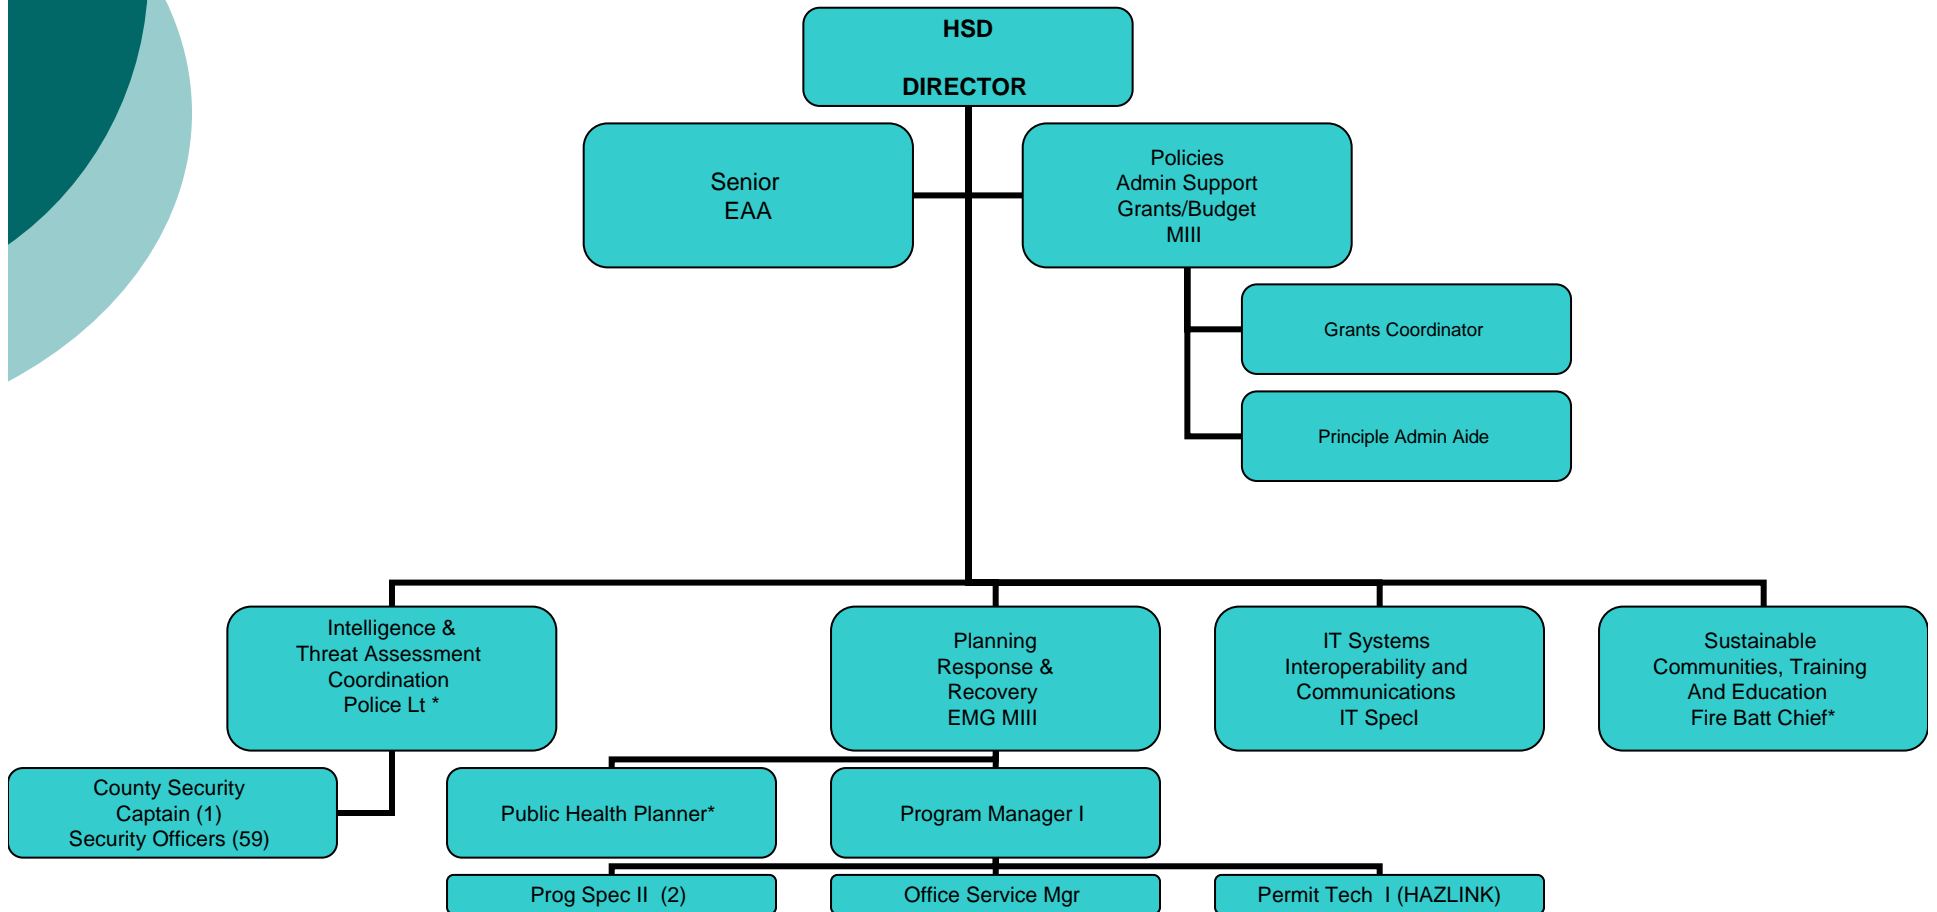 HSD
DIRECTOR
Senior
EAA
Policies
Admin Support
Grants/Budget
MIII
Grants Coordinator
Principle Admin Aide
Intelligence &
Threat Assessment
Coordination
Police Lt *
Planning
Response &
Recovery
EMG MIII
IT Systems
Interoperability and
Communications
IT SpecI
Sustainable
Communities, Training
And Education
Fire Batt Chief*
County Security
Captain (1)
Security Officers (59)
Public Health Planner*
Program Manager I
Prog Spec II (2)
Office Service Mgr
Permit Tech I (HAZLINK)